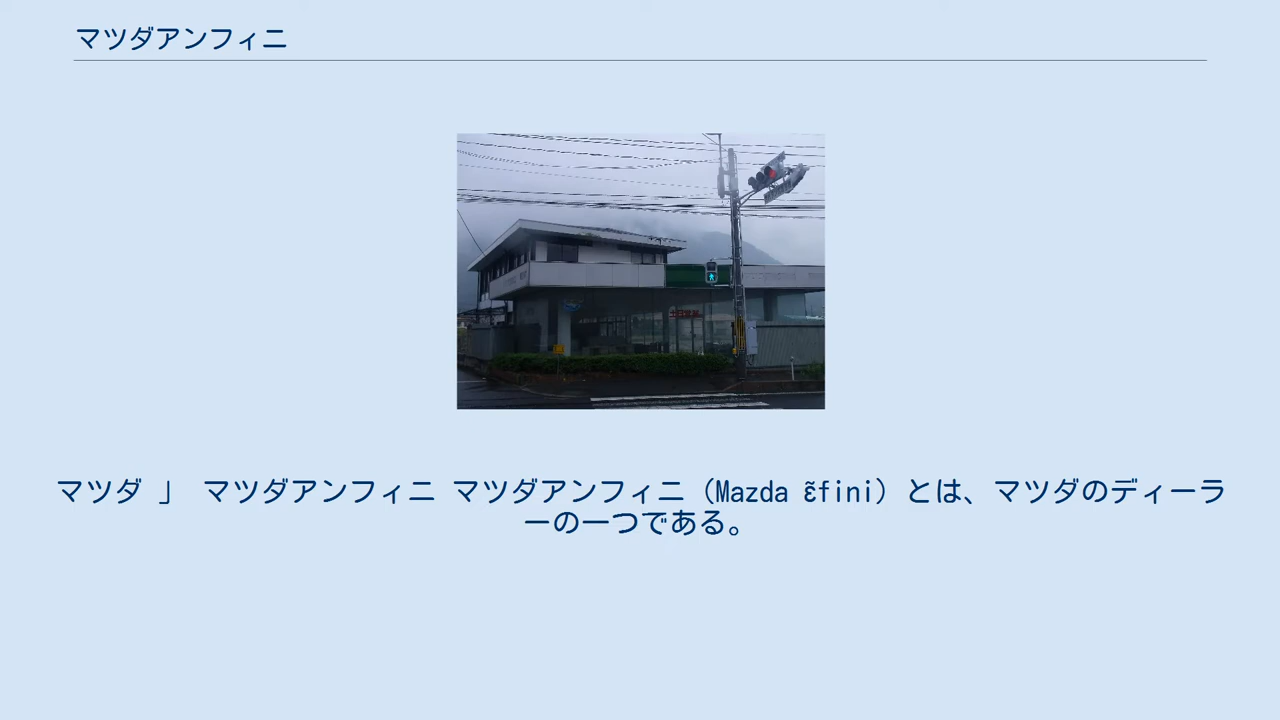 マツダアンフィニ
マツダ 」 マツダアンフィニ マツダアンフィニ（Mazda ɛ̃fini）とは、マツダのディーラ
ーの一つである。